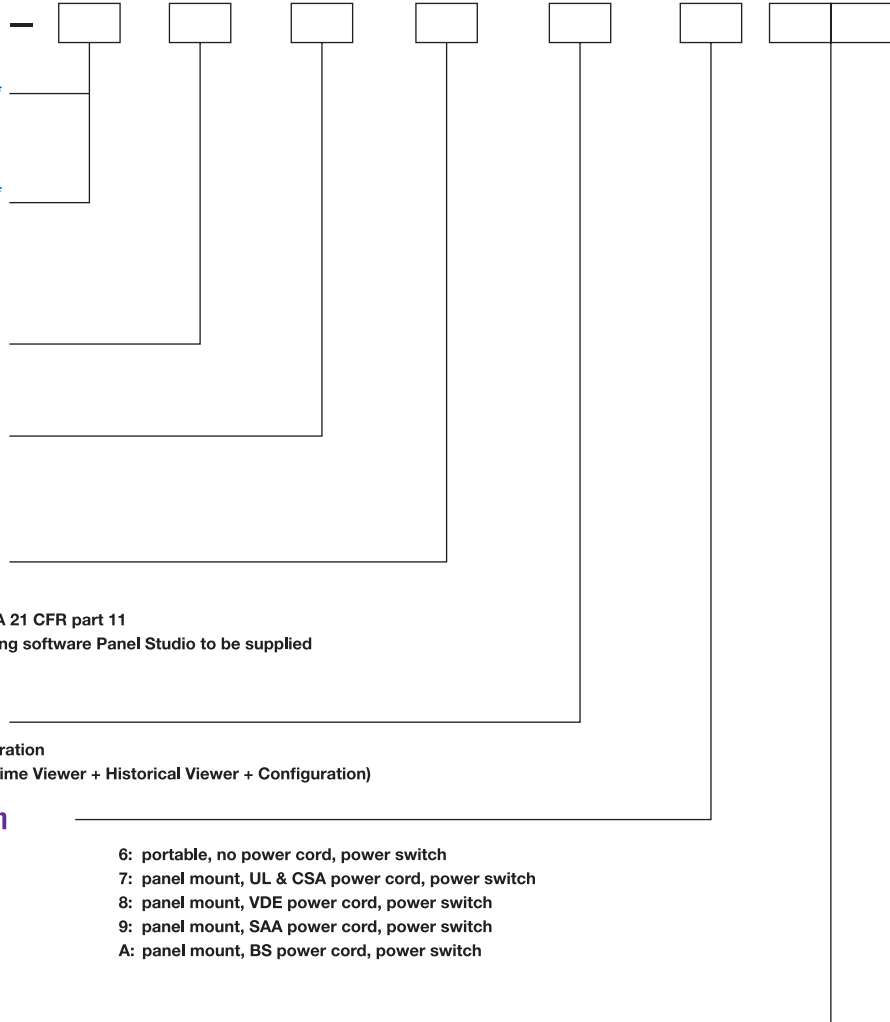 A 21 CFR part 11
ng software Panel Studio to be supplied
ration
ime Viewer + Historical Viewer + Configuration)
6: portable, no power cord, power switch
7: panel mount, UL & CSA power cord, power switch
8: panel mount, VDE power cord, power switch
9: panel mount, SAA power cord, power switch
A: panel mount, BS power cord, power switch